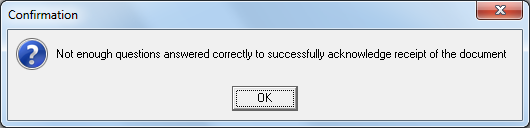 Confirmation
Not enough questions answered correctly to successfully acknowledge receipt of the document
OK